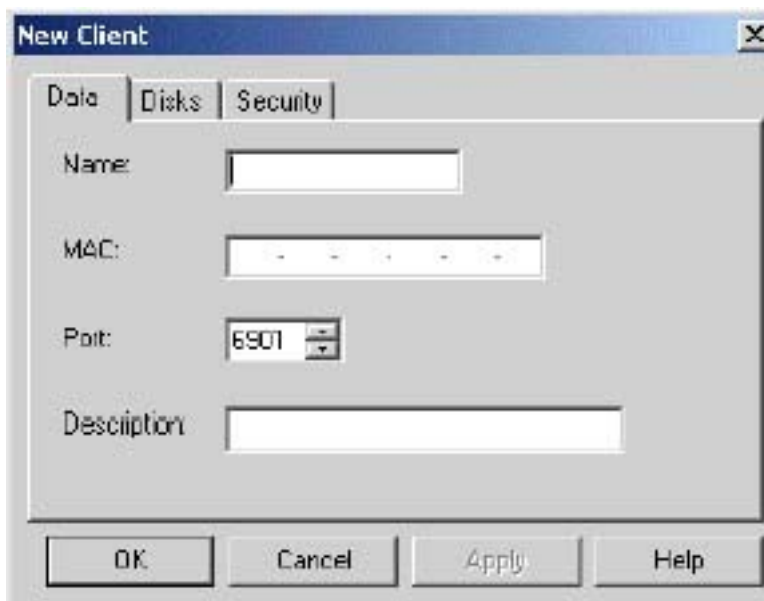 New Client
Data Disks Security
Name:
MAC:
- - - - -
Port:
6901
Description:
OK Cancel Apply Help